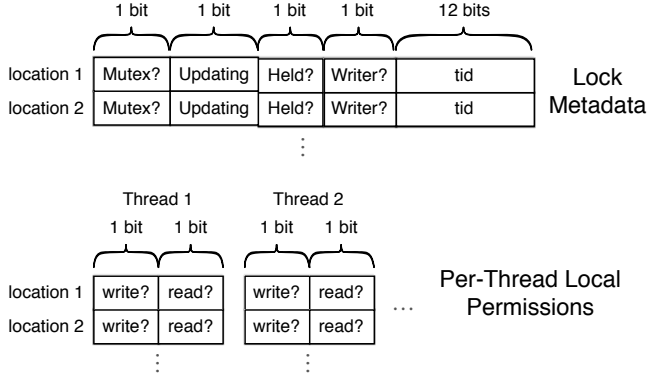 1 bit 1 bit 1 bit 1 bit 12 bits
location 1 Mutex? Updating Held? Writer? tid
location 2 Mutex? Updating Held? Writer? tid
Lock
Metadata
Thread 1 Thread 2
1 bit 1 bit 1 bit 1 bit
location 1 write? read? write? read?
location 2 write? read? write? read?
Per-Thread Local
Permissions